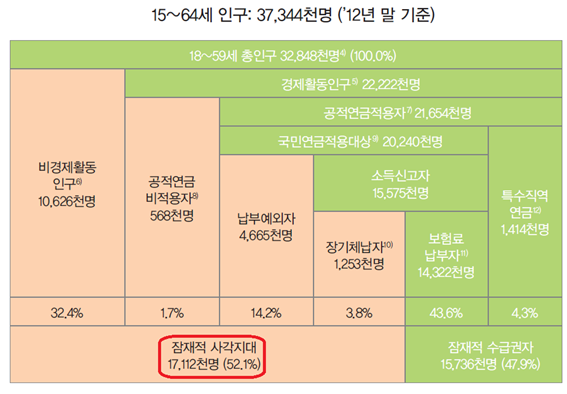 15~64세 인구: 37,344천명 ('12년 말 기준)
18~59세 총인구 32,848천명⁴⁾ (100.0%)
경제활동인구⁵⁾ 22,222천명
공적연금적용자⁷⁾ 21,654천명
국민연금적용대상⁹⁾ 20,240천명
비경제활동
인구⁶⁾
10,626천명
공적연금
비적용자⁸⁾
568천명
납부예외자
4,665천명
소득신고자
15,575천명
장기체납자¹⁰⁾
1,253천명
보험료
납부자¹¹⁾
14,322천명
특수직역
연금¹²⁾
1,414천명
32.4%
1.7%
14.2%
3.8%
43.6%
4.3%
잠재적 사각지대
17,112천명 (52.1%)
잠재적 수급권자
15,736천명 (47.9%)